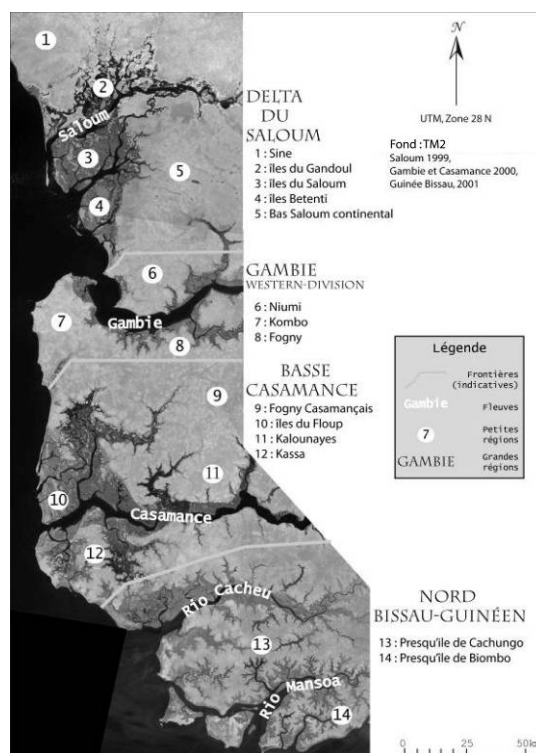 1
2
Saloum
3
4
5
6
7
Gambie
8
9
10
11
Casamance
12
Rio Cacheu
13
Rio Mansoa
14
DELTA
DU
SALOUM
1 : Sine
2 : îles du Gandoul
3 : îles du Saloum
4 : îles Betenti
5 : Bas Saloum continental
GAMBIE
WESTERN-DIVISION
6 : Niumi
7 : Kombo
8 : Fogny
BASSE
CASAMANCE
9 : Fogny Casamançais
10 : îles du Floup
11 : Kalounayes
12 : Kassa
NORD
BISSAU-GUINÉEN
13 : Presqu'île de Cachungo
14 : Presqu'île de Biombo
N
UTM, Zone 28 N
Fond : TM2
Saloum 1999,
Gambie et Casamance 2000,
Guinée Bissau, 2001
Légende
Frontières
(indicatives)
Gambie
Fleuves
7
Petites
régions
GAMBIE
Grandes
régions
0 25 50km